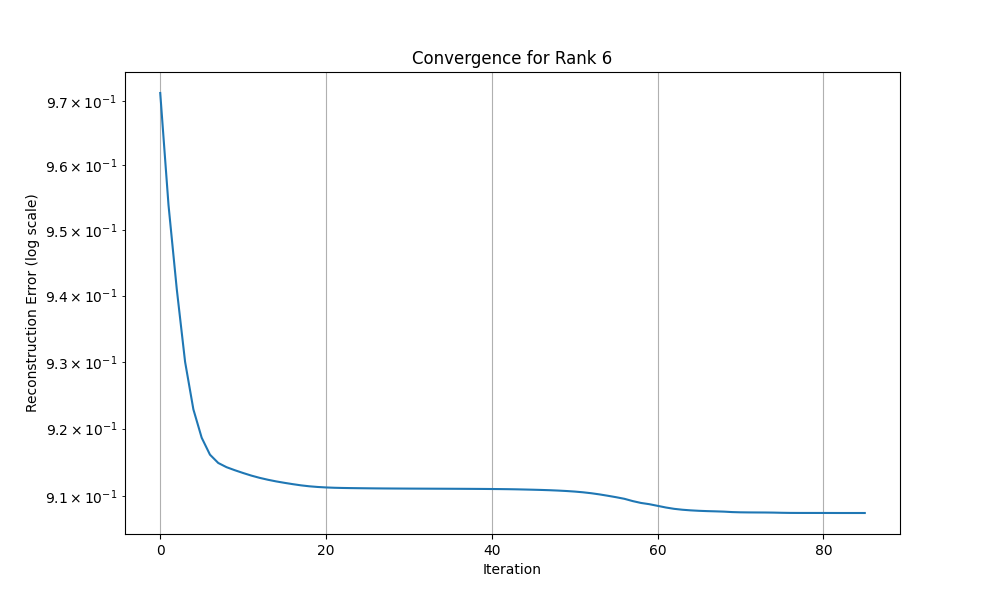 Convergence for Rank 6
Reconstruction Error (log scale)
9.7 × 10⁻¹
9.6 × 10⁻¹
9.5 × 10⁻¹
9.4 × 10⁻¹
9.3 × 10⁻¹
9.2 × 10⁻¹
9.1 × 10⁻¹
0 20 40 60 80
Iteration